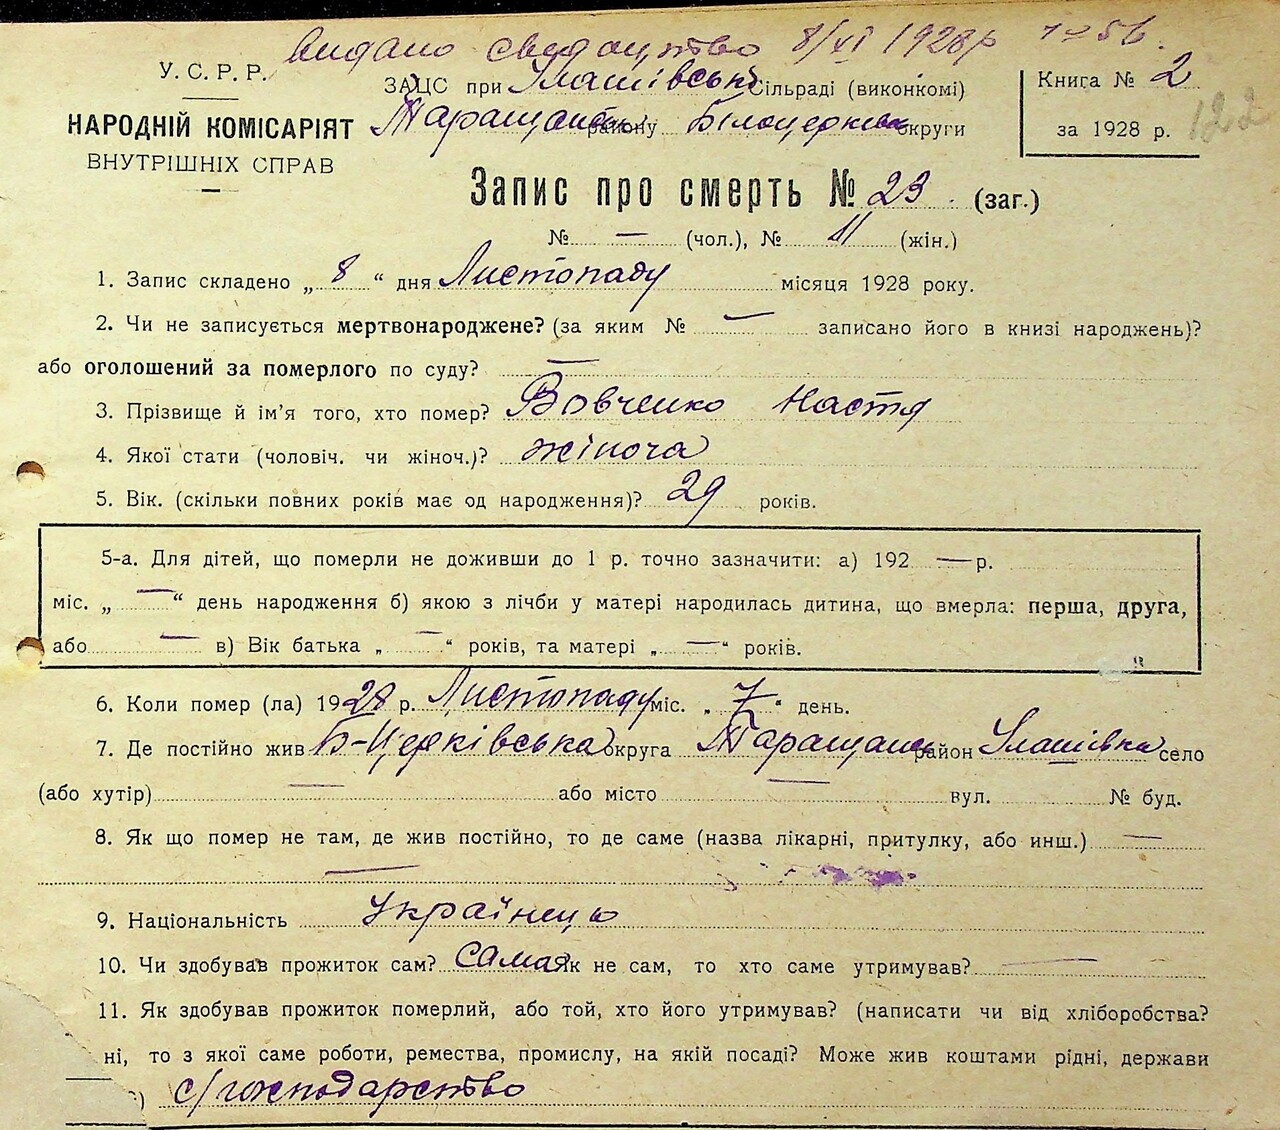 Видано свідоцтво 8/XI 1928 р № 56.
У. С. Р. Р.
НАРОДНІЙ КОМІСАРІЯТ
ВНУТРІШНІХ СПРАВ
ЗАЦС при Улашівські Сільраді (виконкомі)
Таращанськ. району Білоцерківс округи
Книга № 2
за 1928 р.
122
Запис про смерть № 23 (заг.)
№ — (чол.), № 11 (жін.)
1. Запис складено „ 8 “ дня Листопаду місяця 1928 року.
2. Чи не записується мертвонароджене? (за яким № — записано його в книзі народжень)?
або оголошений за померлого по суду? —
3. Прізвище й ім'я того, хто помер? Вовченко Настя
4. Якої стати (чоловіч. чи жіноч.)? жіноча
5. Вік. (скільки повних років має од народження)? 29 років.
5-а. Для дітей, що померли не доживши до 1 р. точно зазначити: а) 192 — р.
міс. „ — “ день народження б) якою з лічби у матері народилась дитина, що вмерла: перша, друга,
або — в) Вік батька „ — “ років, та матері „ — “ років.
6. Коли помер (ла) 1928 р. Листопаду міс. „ 7 “ день.
7. Де постійно жив Б-Церківська округа Таращанс район Улашівка село
(або хутір) — або місто — вул. № буд.
8. Як що помер не там, де жив постійно, то де саме (назва лікарні, притулку, або инш.) —
—
9. Національність Українець
10. Чи здобував прожиток сам? сама Як не сам, то хто саме утримував? —
11. Як здобував прожиток померлий, або той, хто його утримував? (написати чи від хліборобства?
ні, то з якої саме роботи, ремества, промислу, на якій посаді? Може жив коштами рідні, держави
) с/господарство